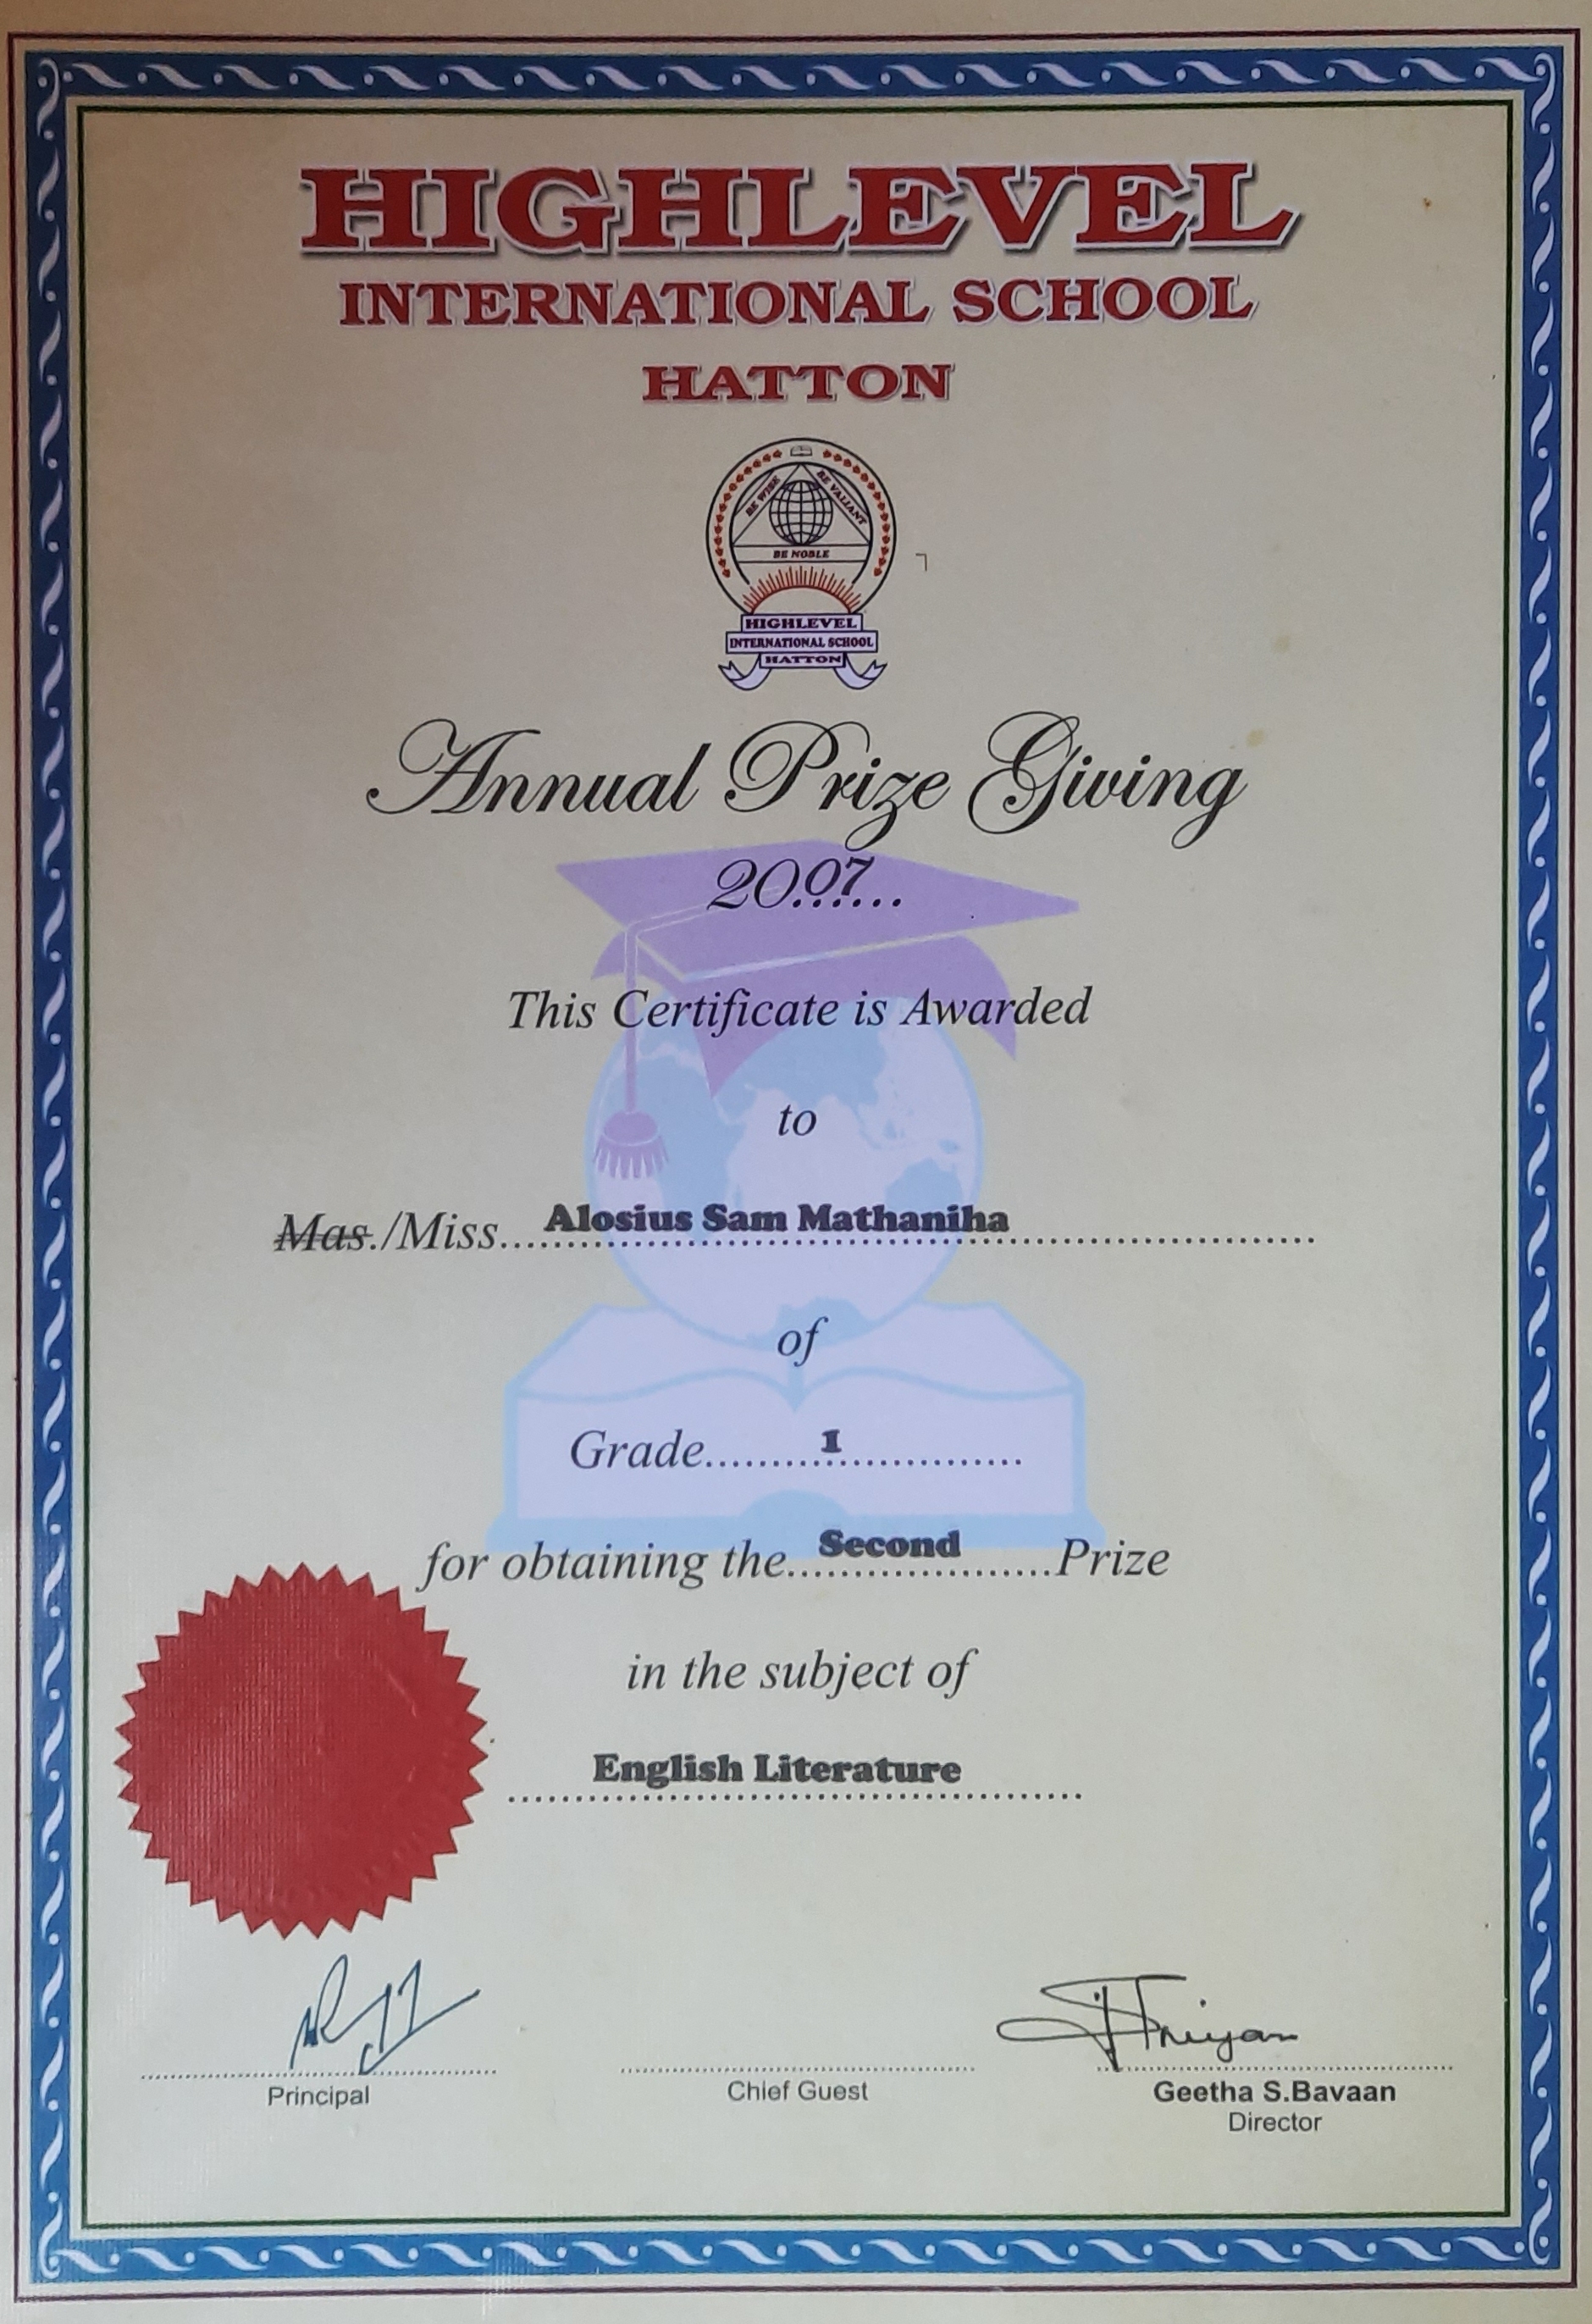 HIGHLEVEL
INTERNATIONAL SCHOOL
HATTON
BE WISE
BE VALIANT
BE NOBLE
HIGHLEVEL
INTERNATIONAL SCHOOL
HATTON
Annual Prize Giving
20..07....
This Certificate is Awarded
to
Mas./Miss....Alosius Sam Mathaniha....
of
Grade.........1..............
for obtaining the...Second.......Prize
in the subject of
English Literature
Principal
Chief Guest
Geetha S.Bavaan
Director